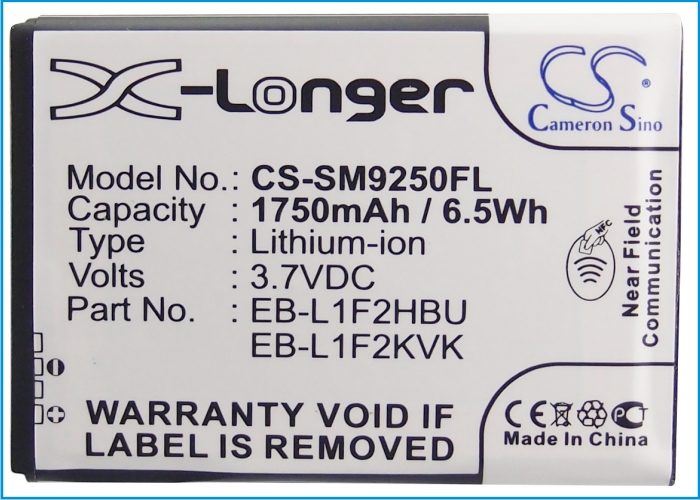 X-Longer
CS
®
Cameron Sino
Model No.: CS-SM9250FL
Capacity : 1750mAh / 6.5Wh
Type : Lithium-ion
Volts : 3.7VDC
Part No. : EB-L1F2HBU
EB-L1F2KVK
NFC
Near Field
Communication
WARRANTY VOID IF
LABEL IS REMOVED!
CE PCT
Made In China